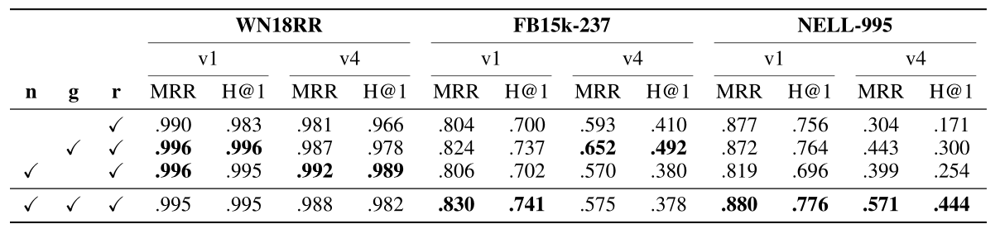 WN18RR FB15k-237 NELL-995
v1 v4 v1 v4 v1 v4
n g r MRR H@1 MRR H@1 MRR H@1 MRR H@1 MRR H@1 MRR H@1
✓ .990 .983 .981 .966 .804 .700 .593 .410 .877 .756 .304 .171
✓ ✓ .996 .996 .987 .978 .824 .737 .652 .492 .872 .764 .443 .300
✓ ✓ .996 .995 .992 .989 .806 .702 .570 .380 .819 .696 .399 .254
✓ ✓ ✓ .995 .995 .988 .982 .830 .741 .575 .378 .880 .776 .571 .444